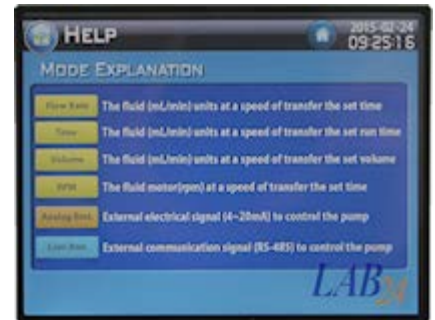 HELP
2015-02-24
09:25:16
MODE EXPLANATION
Flow Rate The fluid (mL/min) units at a speed of transfer the set time
Time The fluid (mL/min) units at a speed of transfer the set run time
Volume The fluid (mL/min) units at a speed of transfer the set volume
RPM The fluid motor(rpm) at a speed of transfer the set time
Analog External electrical signal (4~20mA) to control the pump
External communication signal (RS-485) to control the pump
LAB24